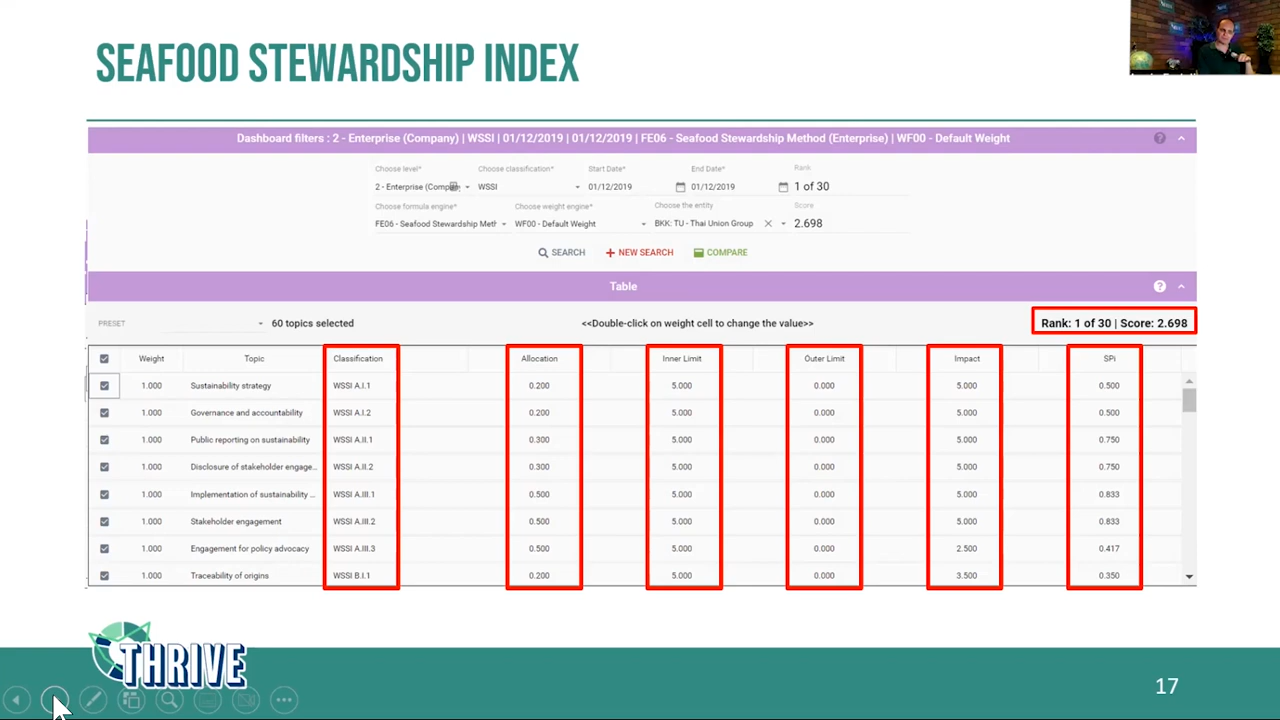 SEAFOOD STEWARDSHIP INDEX
Dashboard filters : 2 - Enterprise (Company) | WSSI | 01/12/2019 | 01/12/2019 | FE06 - Seafood Stewardship Method (Enterprise) | WF00 - Default Weight
Choose level* Choose classification* Start Date* End Date* Rank
2 - Enterprise (Compa WSSI 01/12/2019 01/12/2019 1 of 30
Choose formula engine* Choose weight engine* Choose the entity Score
FE06 - Seafood Stewardship Meth WF00 - Default Weight BKK: TU - Thai Union Group 2.698
SEARCH NEW SEARCH COMPARE
Table
PRESET 60 topics selected <<Double-click on weight cell to change the value>> Rank: 1 of 30 | Score: 2.698
Weight Topic Classification Allocation Inner Limit Outer Limit Impact SPi
1.000 Sustainability strategy WSSI A.I.1 0.200 5.000 0.000 5.000 0.500
1.000 Governance and accountability WSSI A.I.2 0.200 5.000 0.000 5.000 0.500
1.000 Public reporting on sustainability WSSI A.II.1 0.300 5.000 0.000 5.000 0.750
1.000 Disclosure of stakeholder engage... WSSI A.II.2 0.300 5.000 0.000 5.000 0.750
1.000 Implementation of sustainability ... WSSI A.III.1 0.500 5.000 0.000 5.000 0.833
1.000 Stakeholder engagement WSSI A.III.2 0.500 5.000 0.000 5.000 0.833
1.000 Engagement for policy advocacy WSSI A.III.3 0.500 5.000 0.000 2.500 0.417
1.000 Traceability of origins WSSI B.I.1 0.200 5.000 0.000 3.500 0.350
THRIVE
17